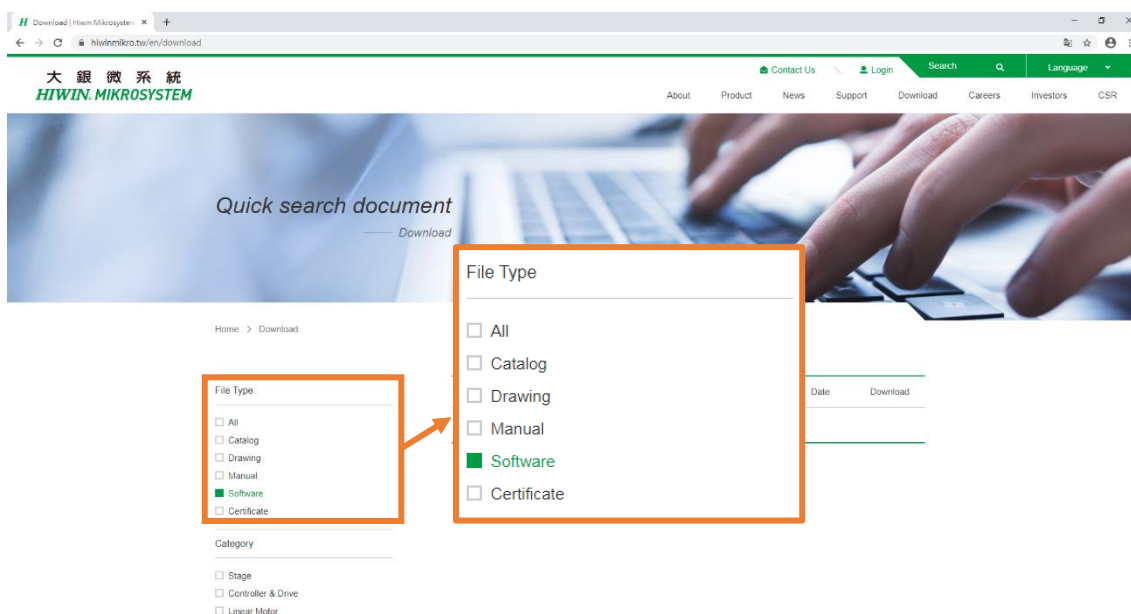 Download | Hiwin Mikrosystem
hiwinmikro.tw/en/download
大銀微系統
HIWIN MIKROSYSTEM
Contact Us
Login
Search
Language
About Product News Support Download Careers Investors CSR
Quick search document
Download
Home > Download
File Type
All
Catalog
Drawing
Manual
Software
Certificate
Category
Stage
Controller & Drive
Linear Motor
File Type
All
Catalog
Drawing
Manual
Software
Certificate
Date Download